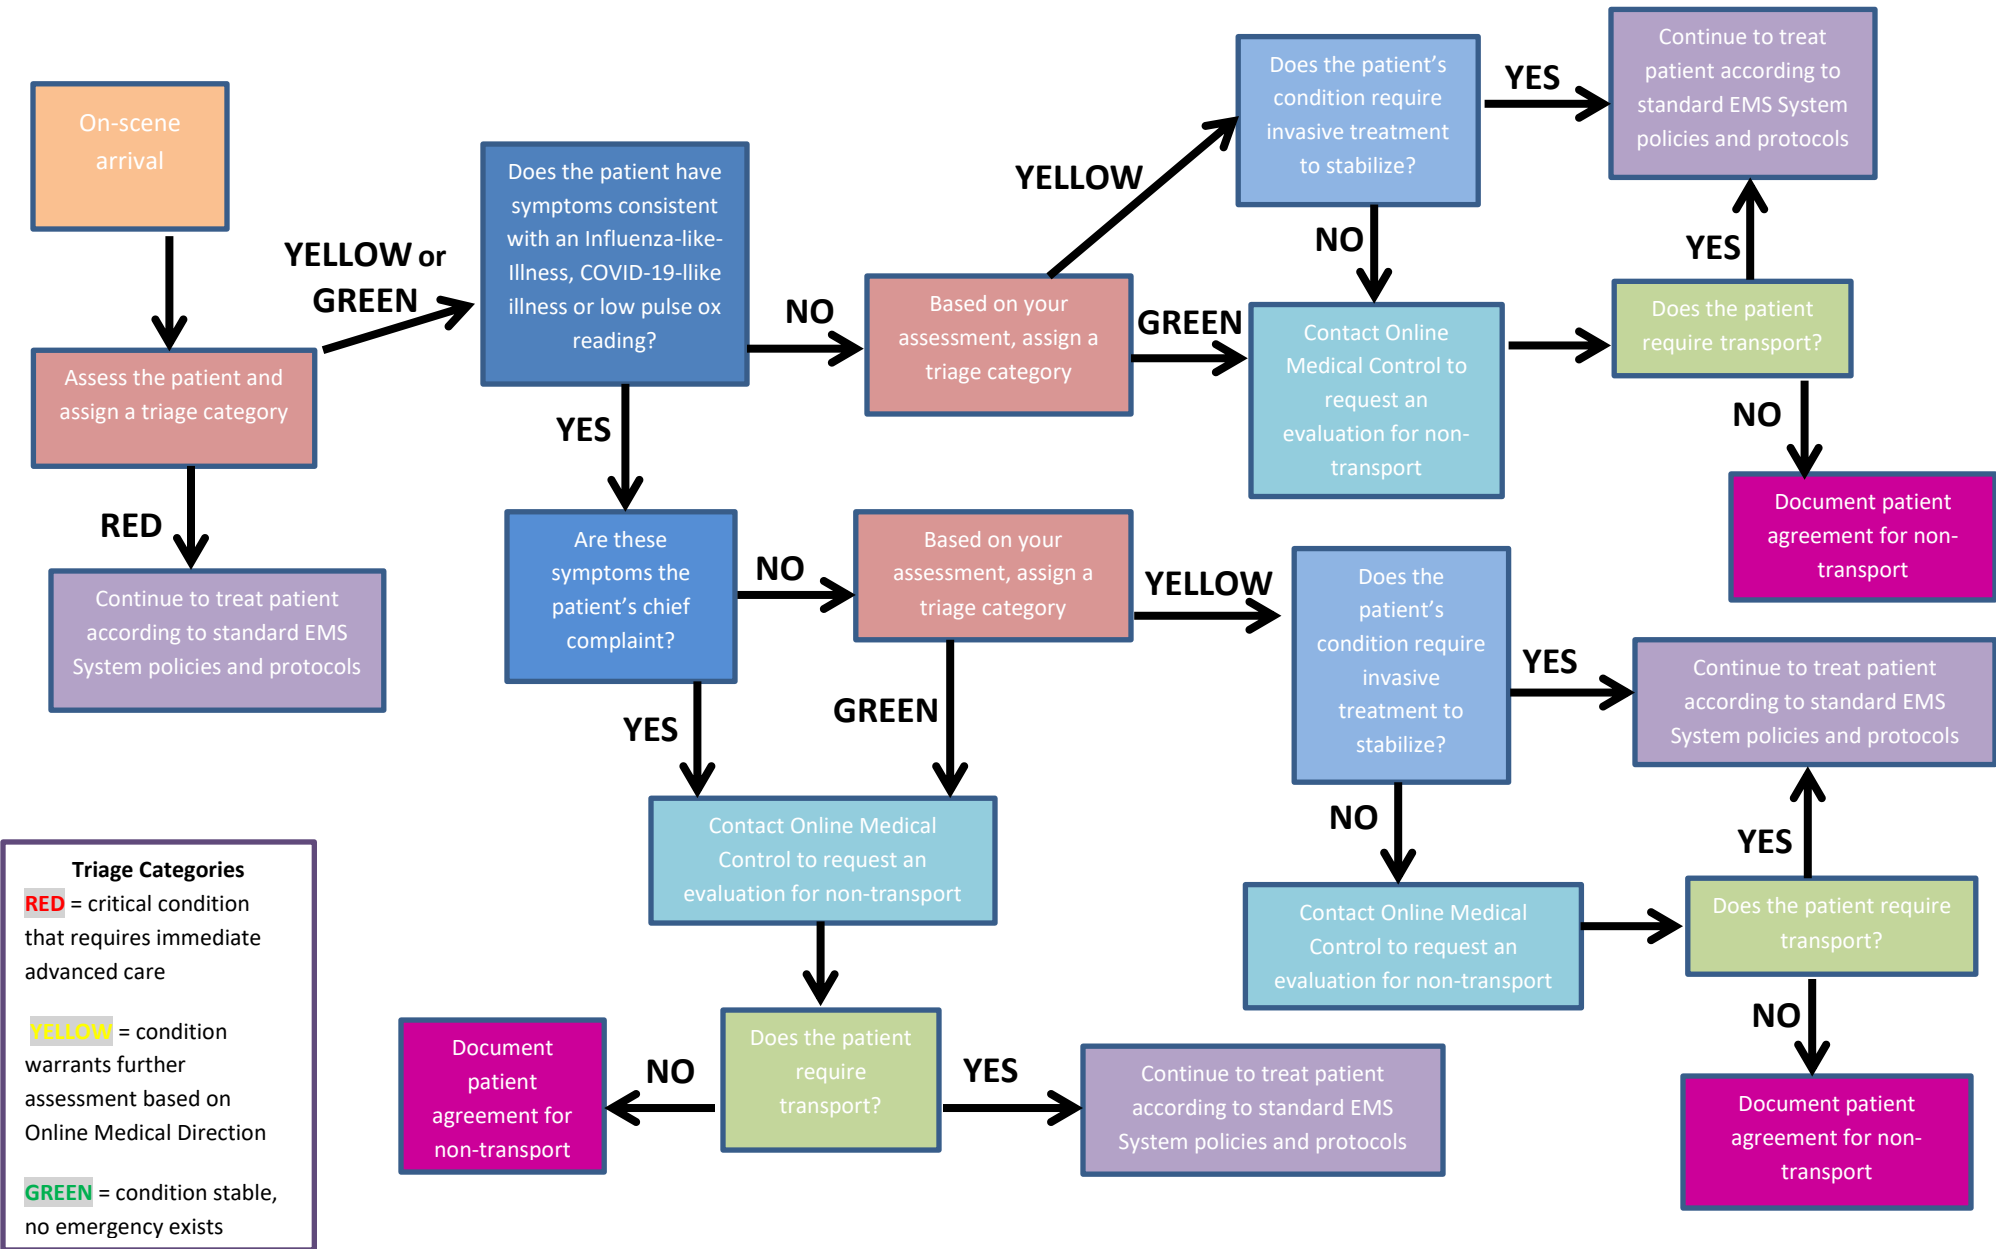 On-scene
arrival
Assess the patient and
assign a triage category
RED
Continue to treat patient
according to standard EMS
System policies and protocols
YELLOW or
GREEN
Does the patient have
symptoms consistent
with an Influenza-like-
Illness, COVID-19-llike
illness or low pulse ox
reading?
NO
Based on your
assessment, assign a
triage category
YELLOW
Does the patient's
condition require
invasive treatment
to stabilize?
YES
Continue to treat
patient according to
standard EMS System
policies and protocols
NO
GREEN
Contact Online
Medical Control to
request an
evaluation for non-
transport
Does the patient
require transport?
YES
NO
Document patient
agreement for non-
transport
YES
Are these
symptoms the
patient's chief
complaint?
NO
Based on your
assessment, assign a
triage category
YELLOW
Does the
patient's
condition require
invasive
treatment to
stabilize?
YES
Continue to treat patient
according to standard EMS
System policies and protocols
NO
Contact Online Medical
Control to request an
evaluation for non-transport
Does the patient require
transport?
YES
NO
Document patient
agreement for non-
transport
YES
GREEN
Contact Online Medical
Control to request an
evaluation for non-transport
Does the patient
require
transport?
NO
Document
patient
agreement for
non-transport
YES
Continue to treat patient
according to standard EMS
System policies and protocols
Triage Categories
RED = critical condition
that requires immediate
advanced care
YELLOW = condition
warrants further
assessment based on
Online Medical Direction
GREEN = condition stable,
no emergency exists